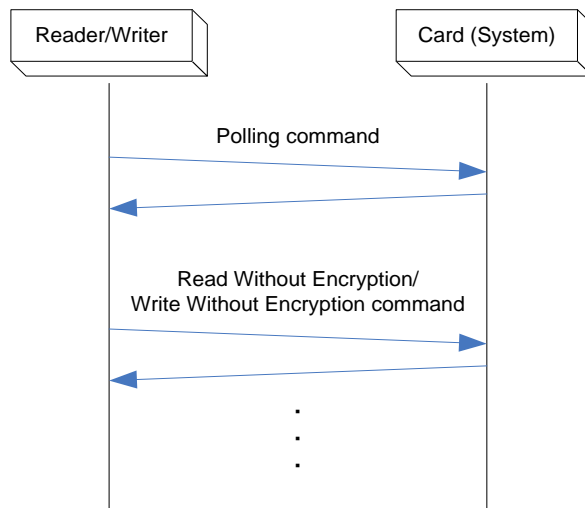 Reader/Writer
Card (System)
Polling command
Read Without Encryption/
Write Without Encryption command